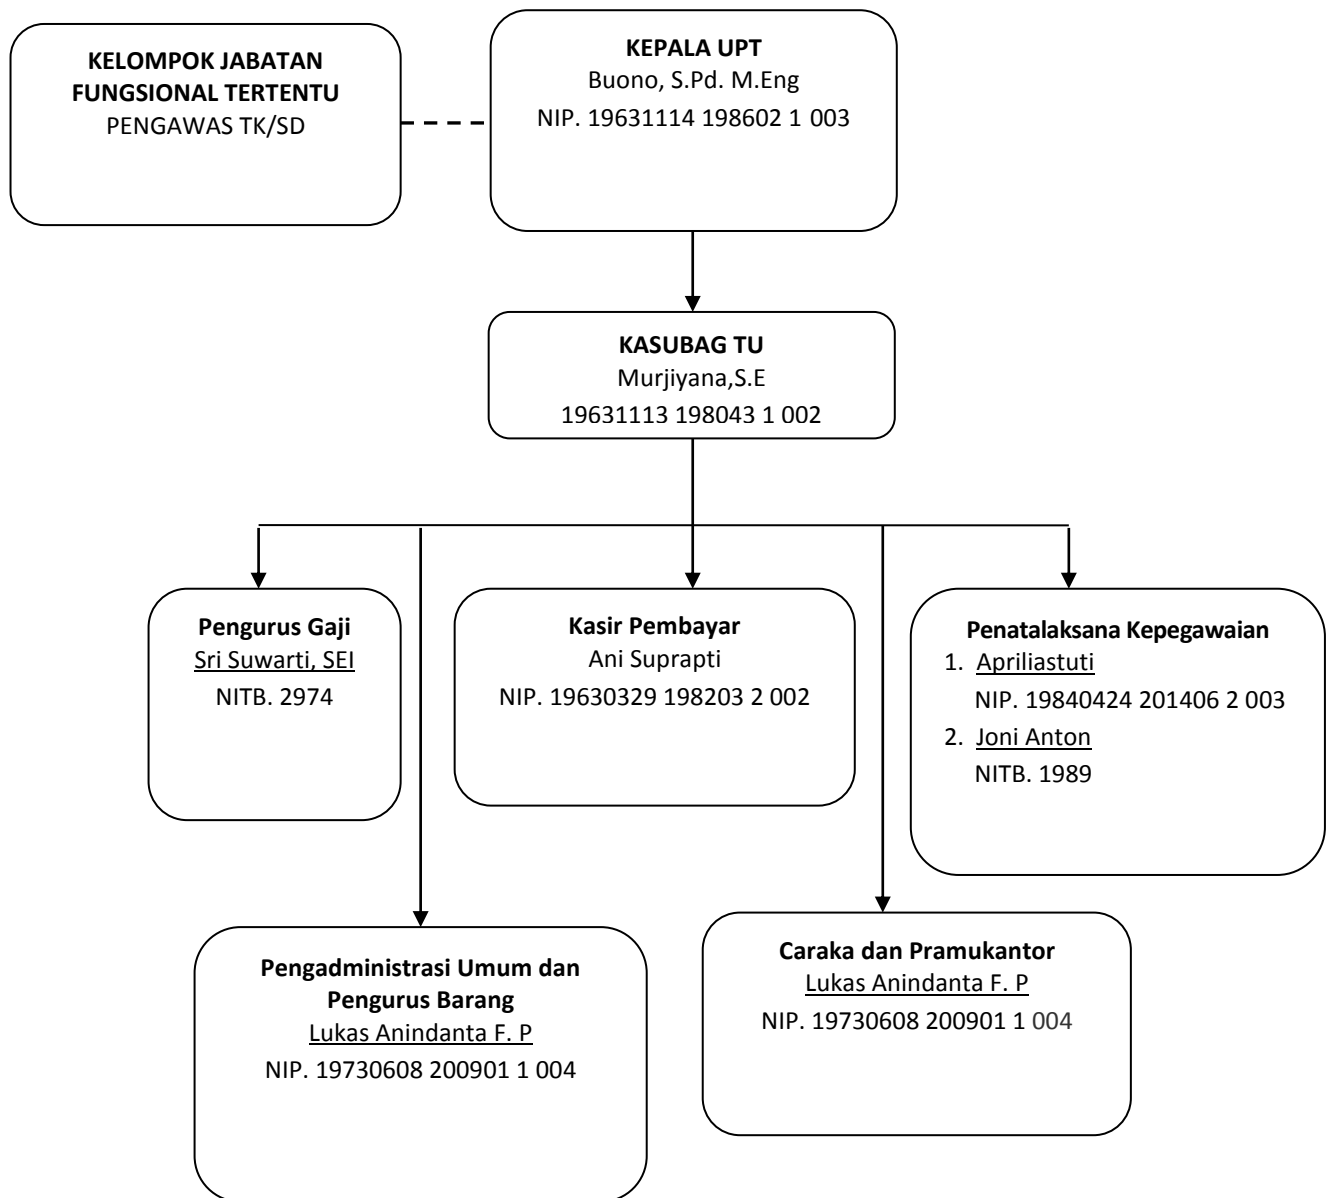 KELOMPOK JABATAN
FUNGSIONAL TERTENTU
PENGAWAS TK/SD
KEPALA UPT
Buono, S.Pd. M.Eng
NIP. 19631114 198602 1 003
KASUBAG TU
Murjiyana,S.E
19631113 198043 1 002
Pengurus Gaji
Sri Suwarti, SEI
NITB. 2974
Kasir Pembayar
Ani Suprapti
NIP. 19630329 198203 2 002
Penatalaksana Kepegawaian
1. Apriliastuti
NIP. 19840424 201406 2 003
2. Joni Anton
NITB. 1989
Pengadministrasi Umum dan
Pengurus Barang
Lukas Anindanta F. P
NIP. 19730608 200901 1 004
Caraka dan Pramukantor
Lukas Anindanta F. P
NIP. 19730608 200901 1 004